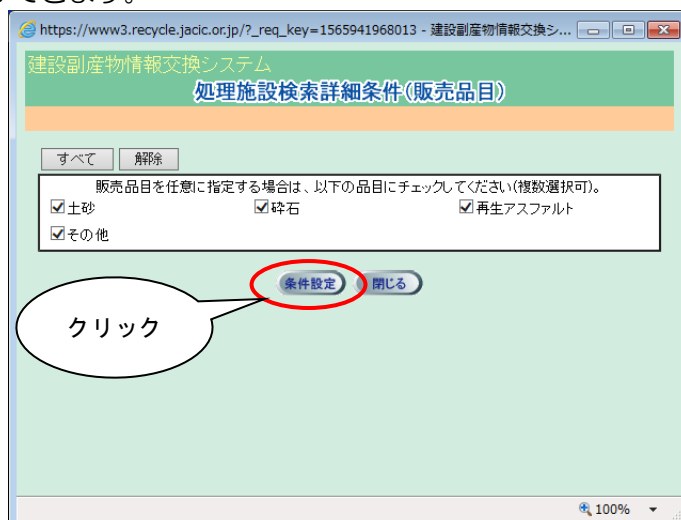 できます。
https://www3.recycle.jacic.or.jp/?_req_key=1565941968013 - 建設副産物情報交換シ...
建設副産物情報交換システム
処理施設検索詳細条件(販売品目)
すべて 解除
販売品目を任意に指定する場合は、以下の品目にチェックしてください(複数選択可)。
土砂 砕石 再生アスファルト
その他
条件設定 閉じる
クリック
100%